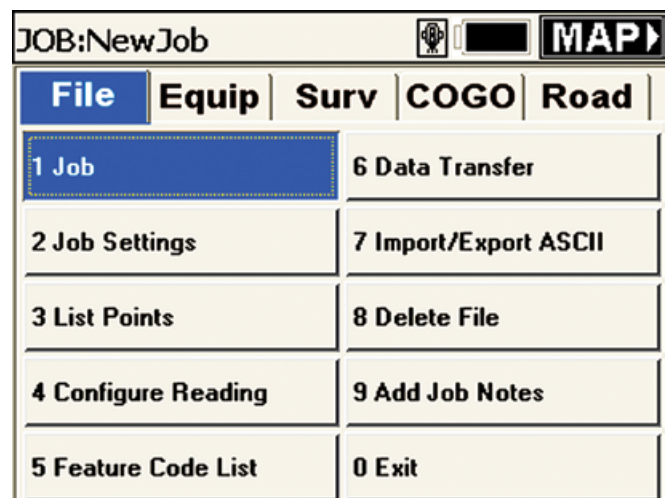 JOB:NewJob MAP
File Equip Surv COGO Road
1 Job 6 Data Transfer
2 Job Settings 7 Import/Export ASCII
3 List Points 8 Delete File
4 Configure Reading 9 Add Job Notes
5 Feature Code List 0 Exit